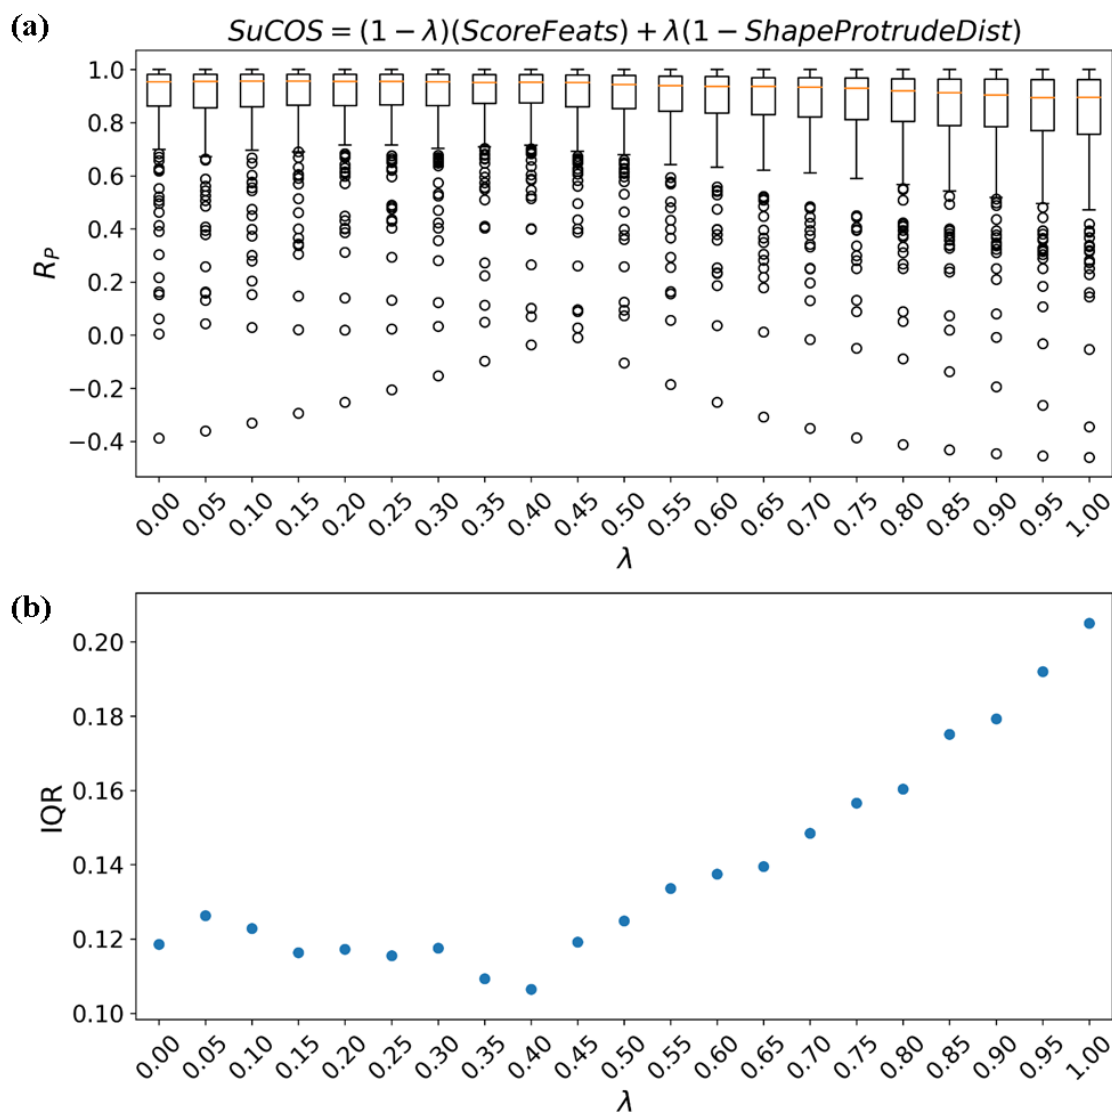 (a)
SuCOS = (1 − λ)(ScoreFeats) + λ(1 − ShapeProtrudeDist)
1.0
0.8
0.6
0.4
0.2
0.0
−0.2
−0.4
R_P
0.00 0.05 0.10 0.15 0.20 0.25 0.30 0.35 0.40 0.45 0.50 0.55 0.60 0.65 0.70 0.75 0.80 0.85 0.90 0.95 1.00
λ
(b)
0.20
0.18
0.16
0.14
0.12
0.10
IQR
0.00 0.05 0.10 0.15 0.20 0.25 0.30 0.35 0.40 0.45 0.50 0.55 0.60 0.65 0.70 0.75 0.80 0.85 0.90 0.95 1.00
λ